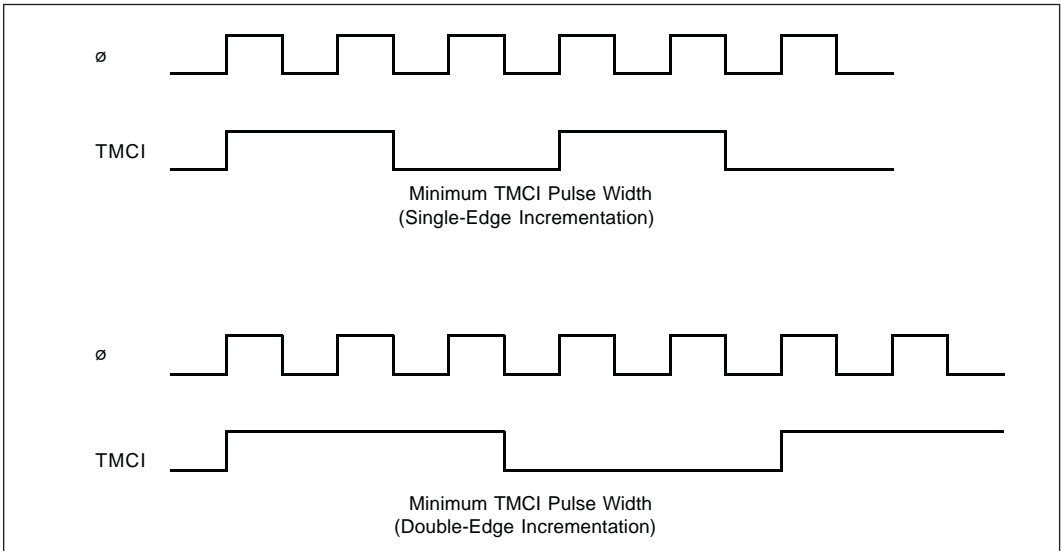 ø
TMCI
Minimum TMCI Pulse Width
(Single-Edge Incrementation)
ø
TMCI
Minimum TMCI Pulse Width
(Double-Edge Incrementation)